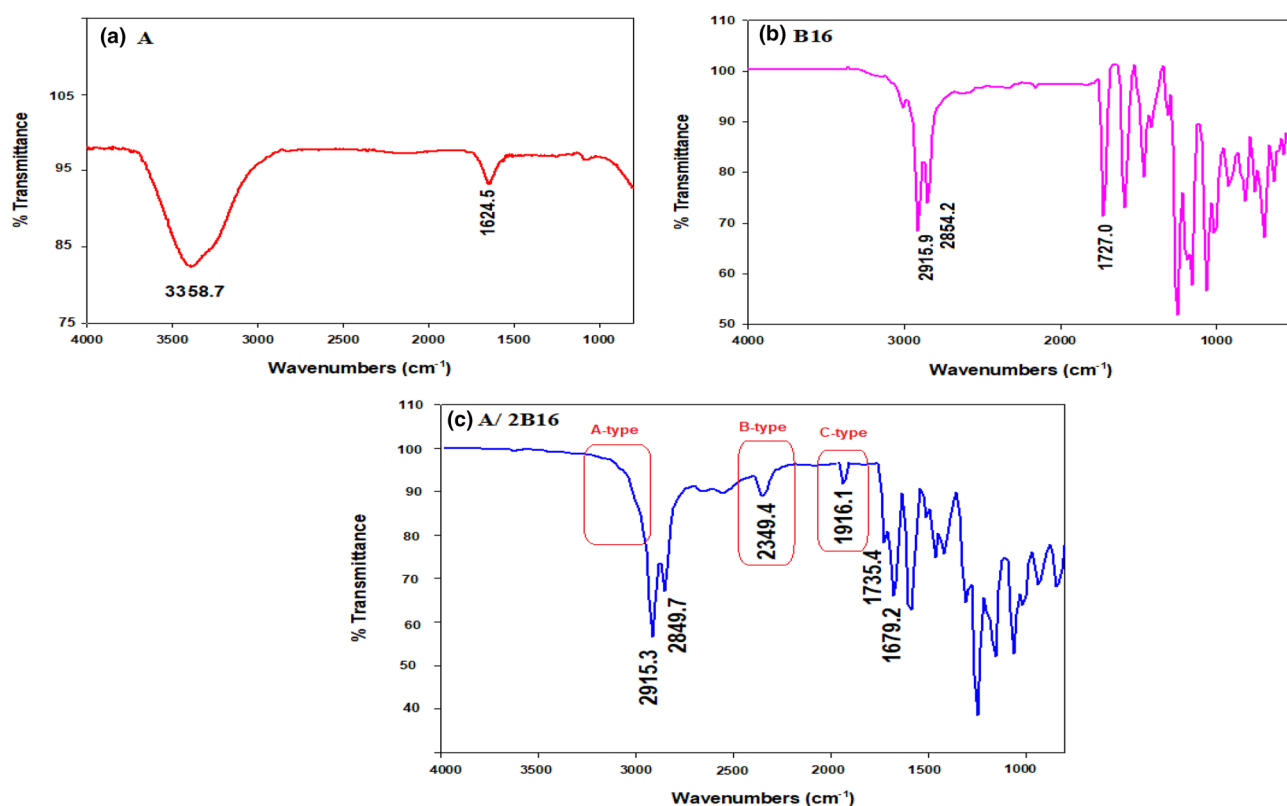 (a) A
105
95
85
75
% Transmittance
3358.7
1624.5
4000 3500 3000 2500 2000 1500 1000
Wavenumbers (cm-1)
(b) B16
110
100
90
80
70
60
50
% Transmittance
2915.9
2854.2
1727.0
4000 3000 2000 1000
Wavenumbers (cm-1)
(c) A/ 2B16
110
100
90
80
70
60
50
40
% Transmittance
A-type
B-type
C-type
2915.3
2849.7
2349.4
1916.1
1735.4
1679.2
4000 3500 3000 2500 2000 1500 1000
Wavenumbers (cm-1)